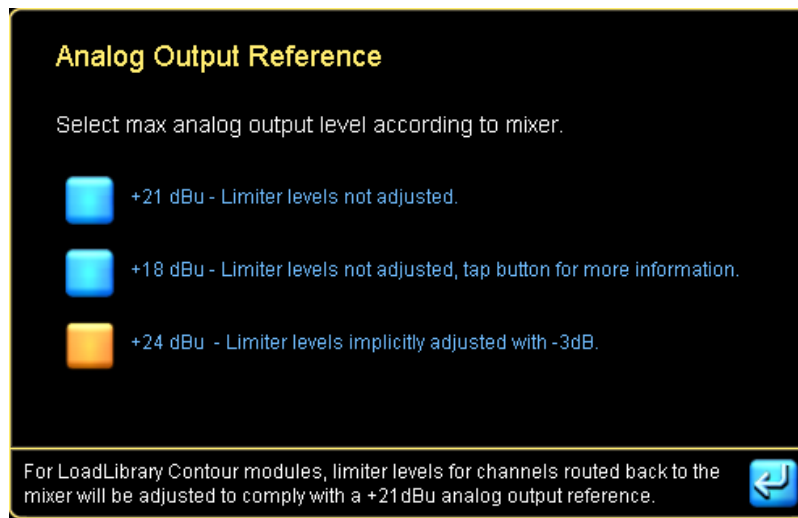 Analog Output Reference
Select max analog output level according to mixer.
+21 dBu - Limiter levels not adjusted.
+18 dBu - Limiter levels not adjusted, tap button for more information.
+24 dBu - Limiter levels implicitly adjusted with -3dB.
For LoadLibrary Contour modules, limiter levels for channels routed back to the
mixer will be adjusted to comply with a +21dBu analog output reference.